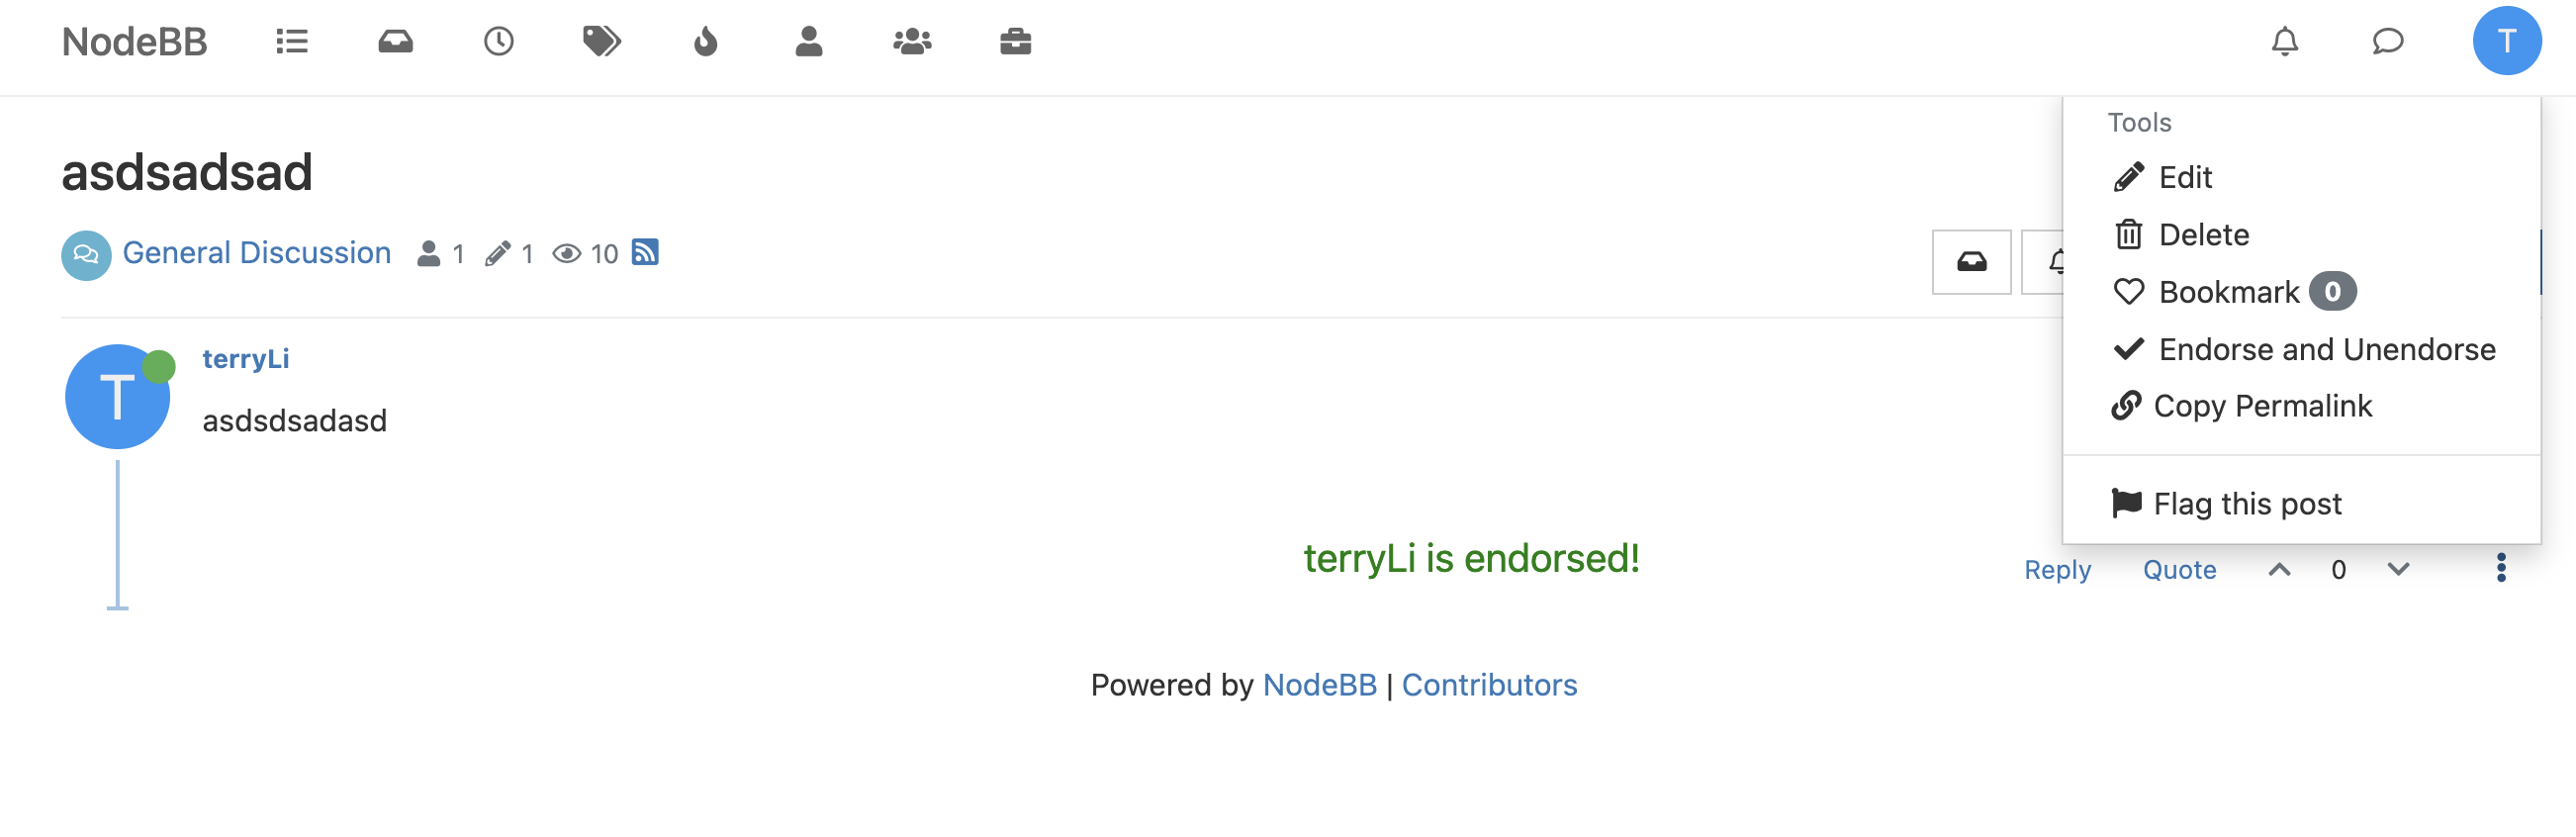 NodeBB
T
asdsadsad
General Discussion 1 1 10
T
terryLi
asdsdsadasd
Tools
Edit
Delete
Bookmark 0
Endorse and Unendorse
Copy Permalink
Flag this post
terryLi is endorsed!
Reply Quote 0
Powered by NodeBB | Contributors